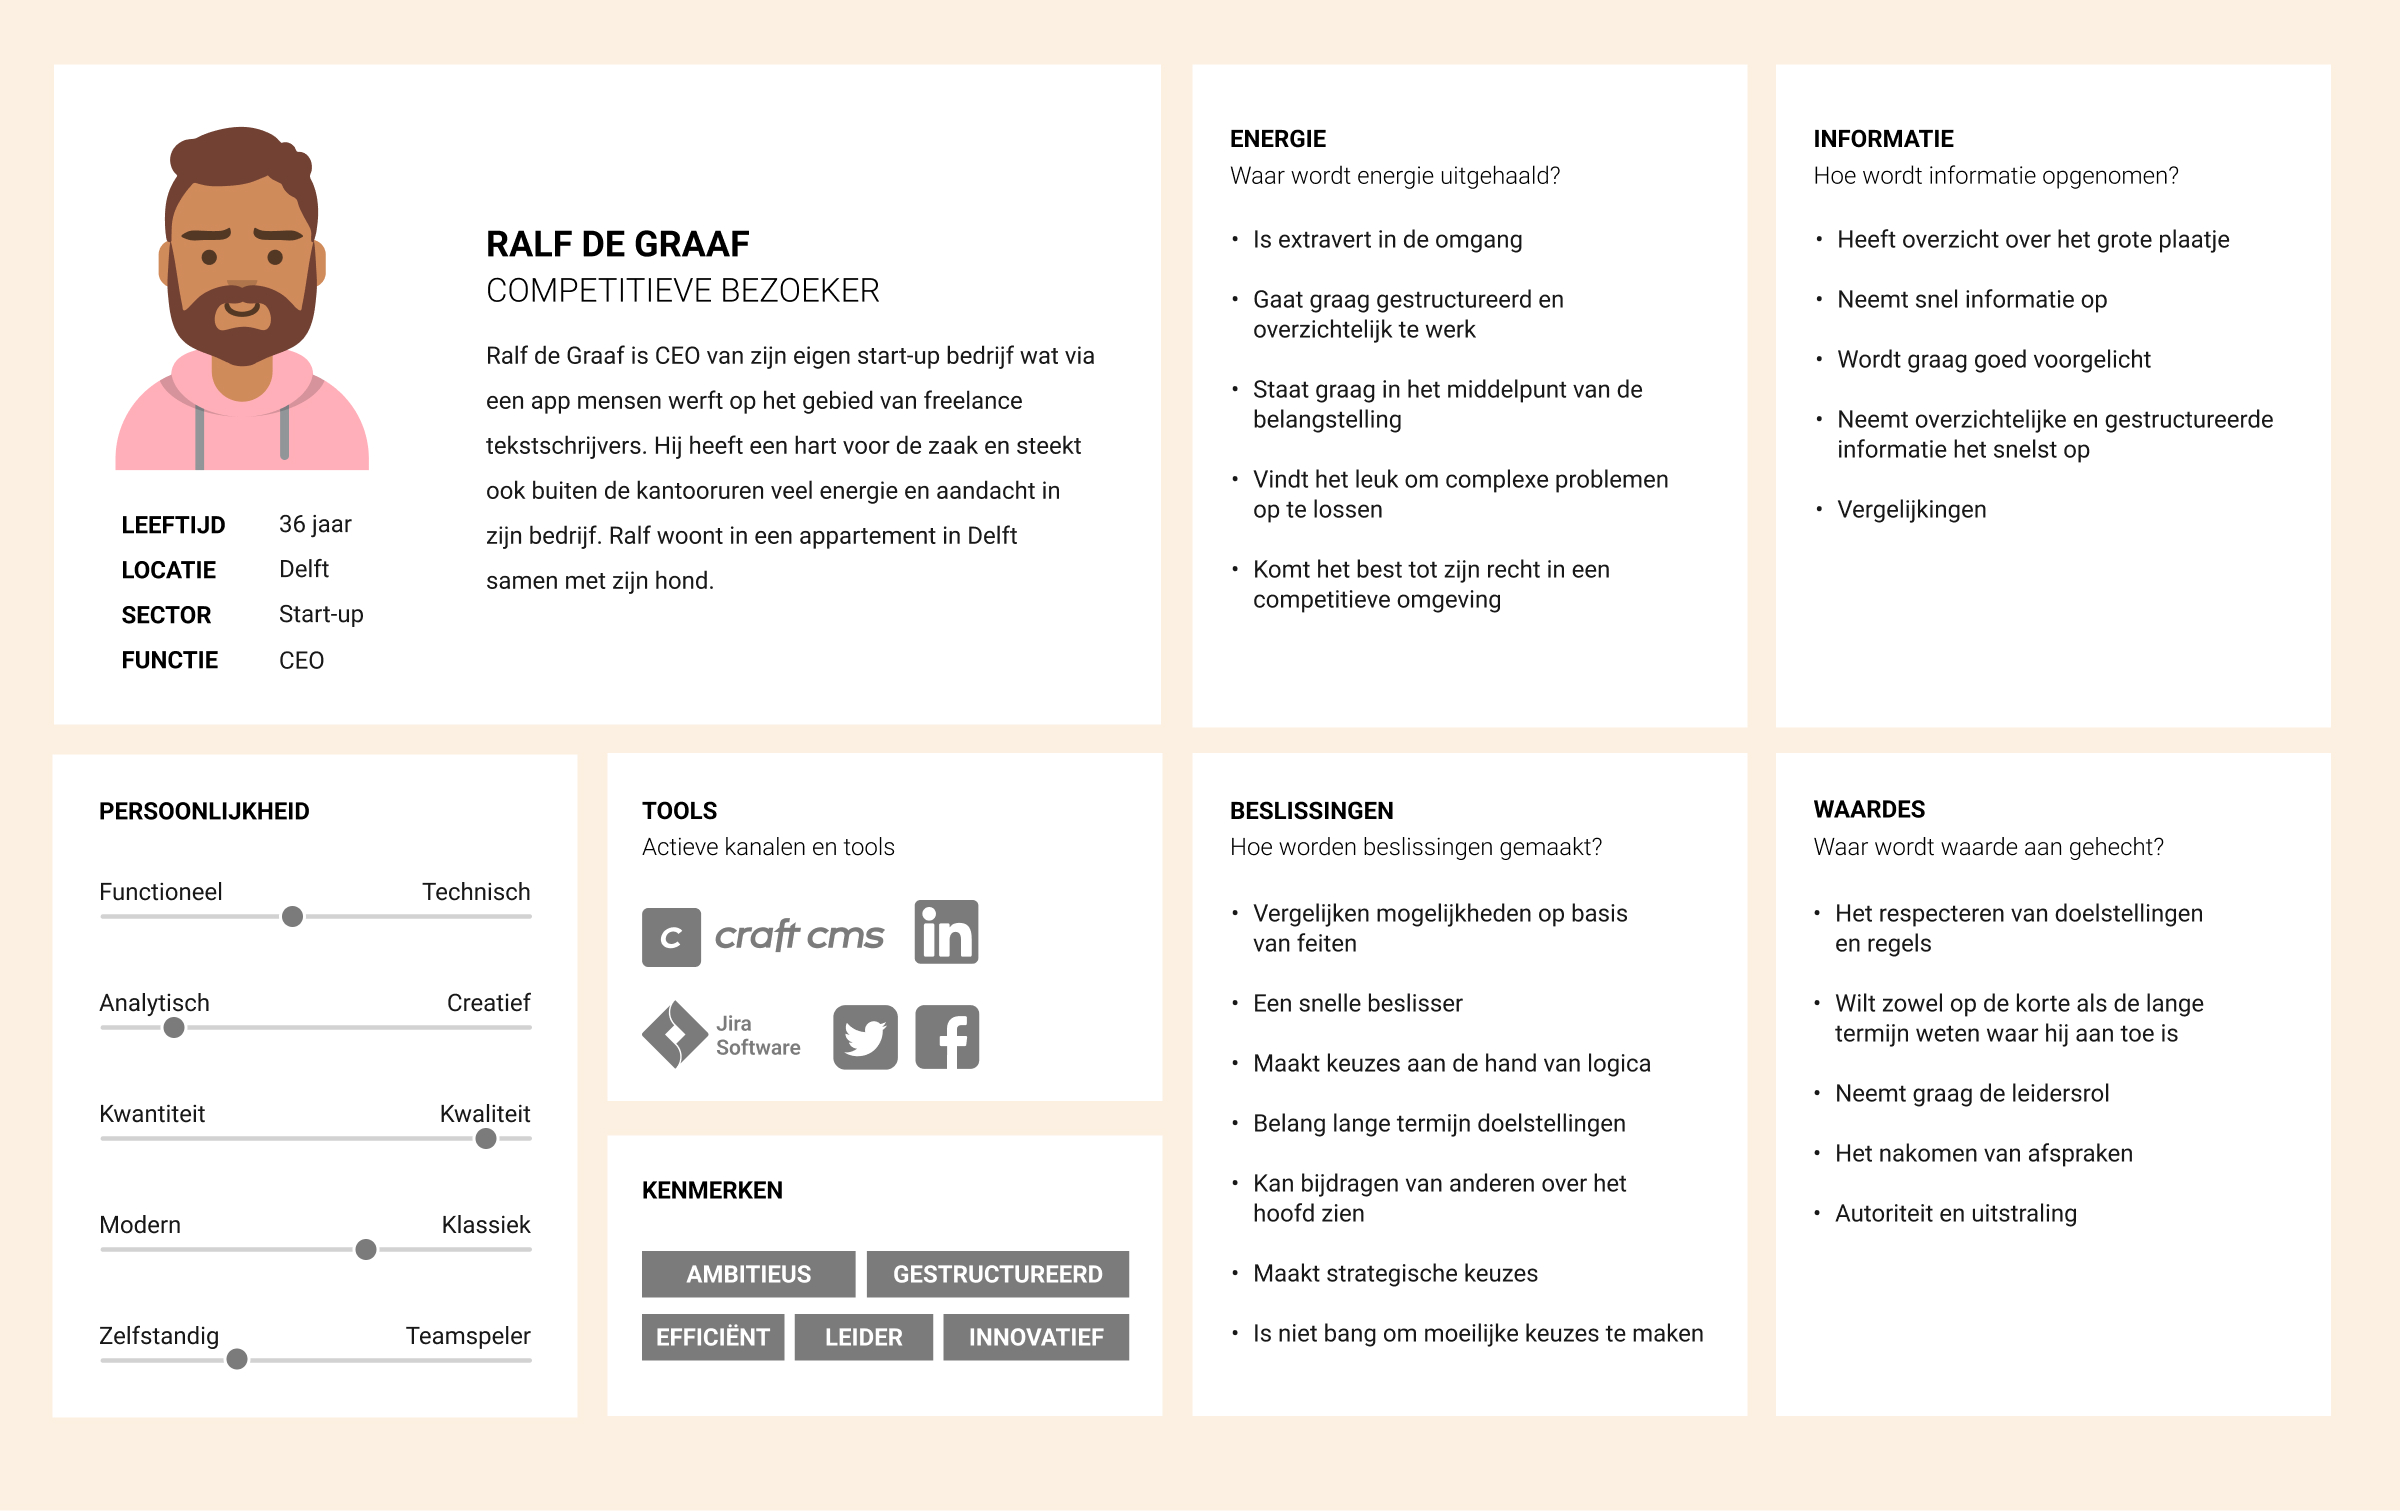 RALF DE GRAAF
COMPETITIEVE BEZOEKER
Ralf de Graaf is CEO van zijn eigen start-up bedrijf wat via
een app mensen werft op het gebied van freelance
tekstschrijvers. Hij heeft een hart voor de zaak en steekt
ook buiten de kantooruren veel energie en aandacht in
zijn bedrijf. Ralf woont in een appartement in Delft
samen met zijn hond.
LEEFTIJD 36 jaar
LOCATIE Delft
SECTOR Start-up
FUNCTIE CEO
ENERGIE
Waar wordt energie uitgehaald?
• Is extravert in de omgang
• Gaat graag gestructureerd en
overzichtelijk te werk
• Staat graag in het middelpunt van de
belangstelling
• Vindt het leuk om complexe problemen
op te lossen
• Komt het best tot zijn recht in een
competitieve omgeving
INFORMATIE
Hoe wordt informatie opgenomen?
• Heeft overzicht over het grote plaatje
• Neemt snel informatie op
• Wordt graag goed voorgelicht
• Neemt overzichtelijke en gestructureerde
informatie het snelst op
• Vergelijkingen
PERSOONLIJKHEID
Functioneel Technisch
Analytisch Creatief
Kwantiteit Kwaliteit
Modern Klassiek
Zelfstandig Teamspeler
TOOLS
Actieve kanalen en tools
c craft cms in
Jira
Software
f
KENMERKEN
AMBITIEUS GESTRUCTUREERD
EFFICIËNT LEIDER INNOVATIEF
BESLISSINGEN
Hoe worden beslissingen gemaakt?
• Vergelijken mogelijkheden op basis
van feiten
• Een snelle beslisser
• Maakt keuzes aan de hand van logica
• Belang lange termijn doelstellingen
• Kan bijdragen van anderen over het
hoofd zien
• Maakt strategische keuzes
• Is niet bang om moeilijke keuzes te maken
WAARDES
Waar wordt waarde aan gehecht?
• Het respecteren van doelstellingen
en regels
• Wilt zowel op de korte als de lange
termijn weten waar hij aan toe is
• Neemt graag de leidersrol
• Het nakomen van afspraken
• Autoriteit en uitstraling